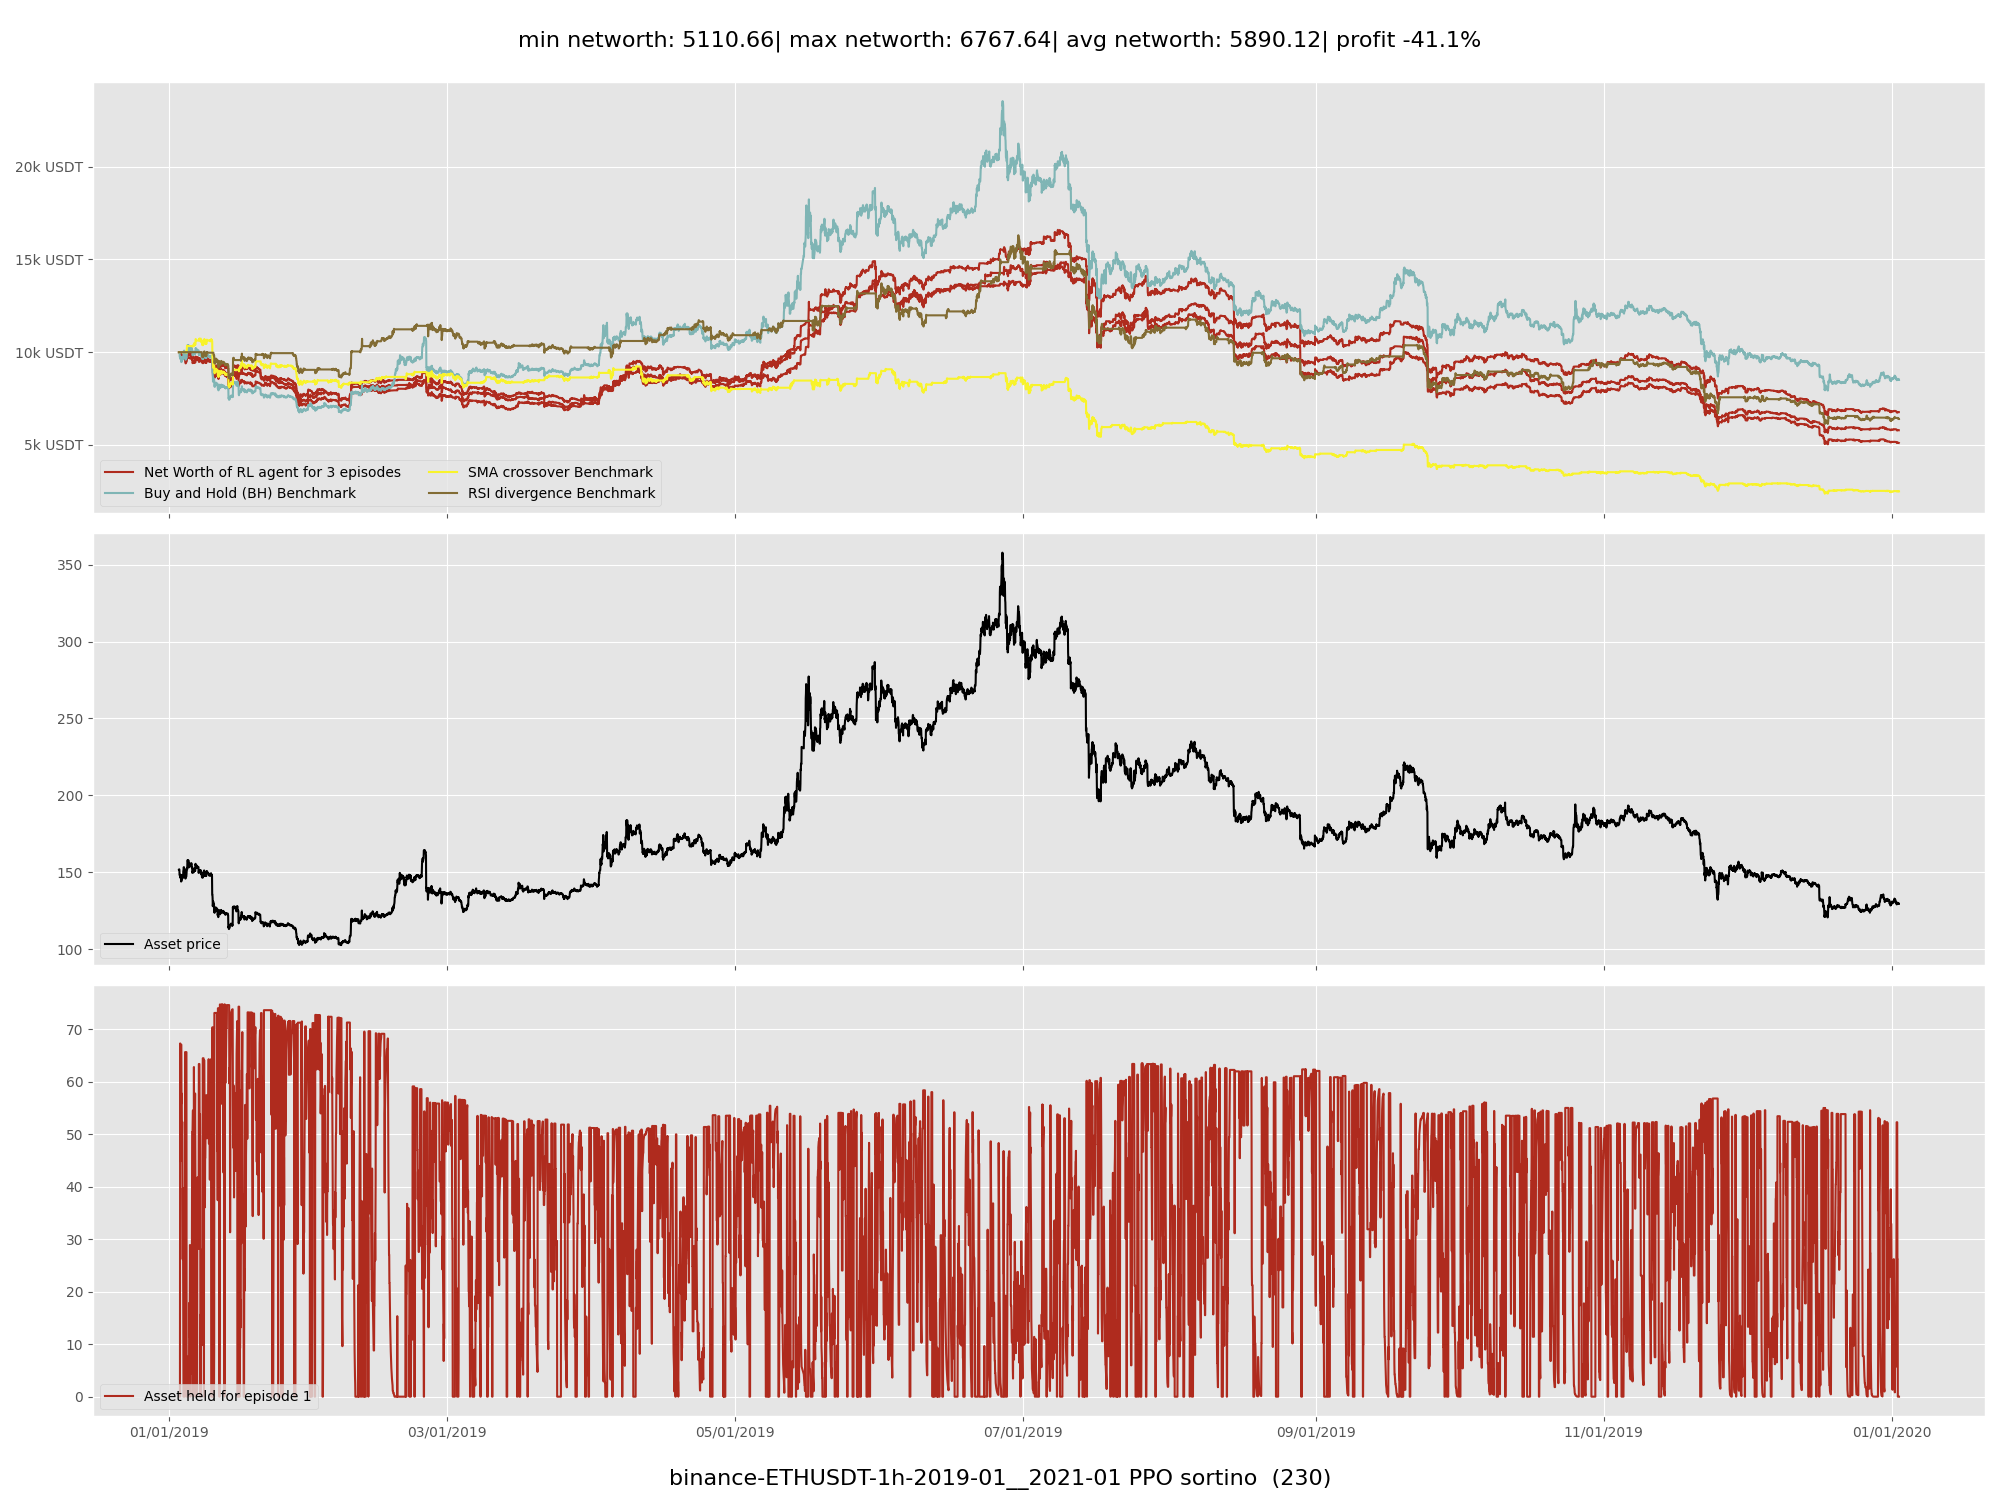 min networth: 5110.66| max networth: 6767.64| avg networth: 5890.12| profit -41.1%
20k USDT
15k USDT
10k USDT
5k USDT
Net Worth of RL agent for 3 episodes
Buy and Hold (BH) Benchmark
SMA crossover Benchmark
RSI divergence Benchmark
350
300
250
200
150
100
Asset price
70
60
50
40
30
20
10
0
Asset held for episode 1
01/01/2019 03/01/2019 05/01/2019 07/01/2019 09/01/2019 11/01/2019 01/01/2020
binance-ETHUSDT-1h-2019-01__2021-01 PPO sortino (230)